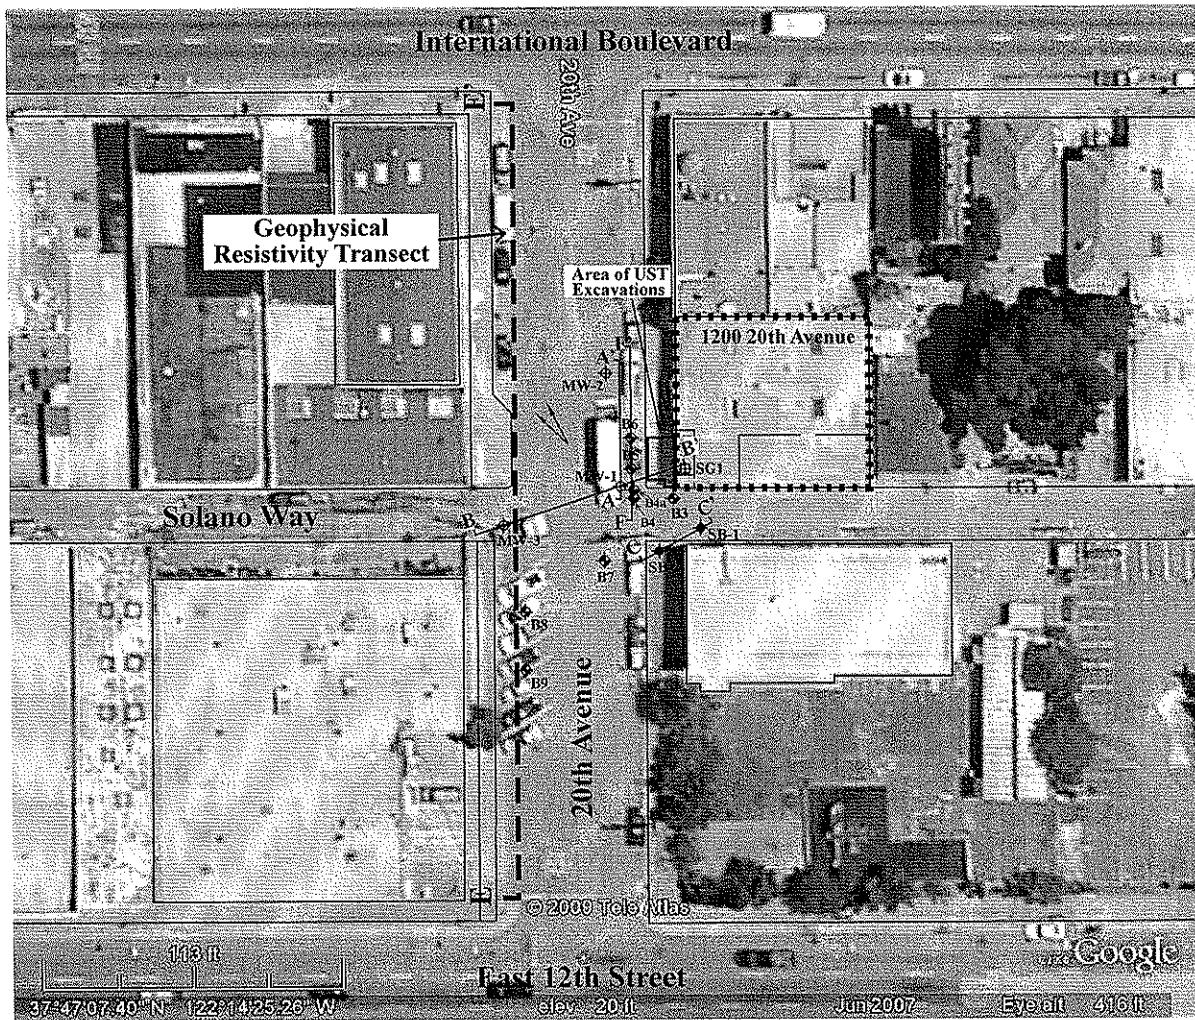 International Boulevard
20th Ave
E'
Geophysical
Resistivity Transect
Area of UST
Excavations
1200 20th Avenue
A'
MW-2
B6
B'
SG1
MW-1
A
B4a
B3
F
B4
C'
SB-1
Solano Way
B
MW-3
C
B7
B8
B9
20th Avenue
E
© 2009 Tele Atlas
Google
113 ft
East 12th Street
37°47'07.40" N 122°14'25.26" W
elev 20 ft
Jun 2007
Eye alt 416 ft